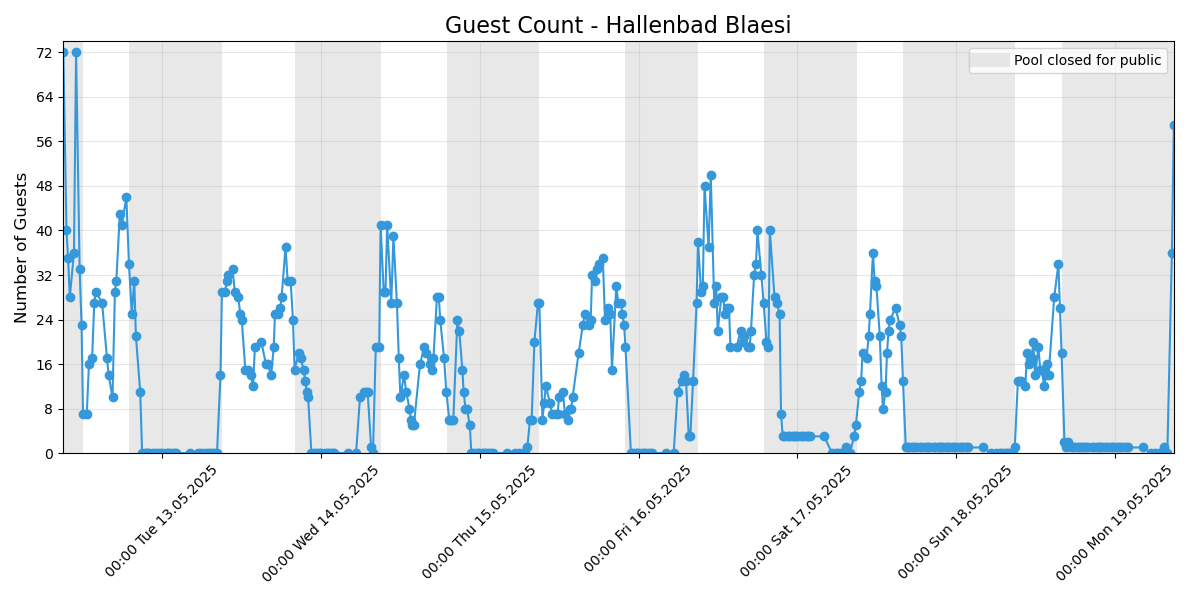 Guest Count - Hallenbad Blaesi
Pool closed for public
Number of Guests
72
64
56
48
40
32
24
16
8
0
00:00 Tue 13.05.2025
00:00 Wed 14.05.2025
00:00 Thu 15.05.2025
00:00 Fri 16.05.2025
00:00 Sat 17.05.2025
00:00 Sun 18.05.2025
00:00 Mon 19.05.2025